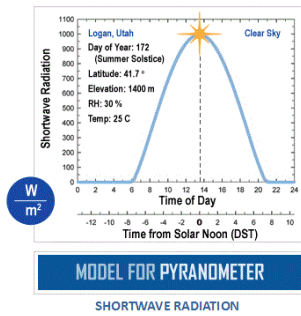 Shortwave Radiation
1100
1000
900
800
700
600
500
400
300
200
100
0
Logan, Utah
Clear Sky
Day of Year: 172
(Summer Solstice)
Latitude: 41.7 °
Elevation: 1400 m
RH: 30 %
Temp: 25 C
0 2 4 6 8 10 12 14 16 18 20 22 24
Time of Day
W
m²
-12 -10 -8 -6 -4 -2 0 2 4 6 8 10
Time from Solar Noon (DST)
MODEL FOR PYRANOMETER
SHORTWAVE RADIATION